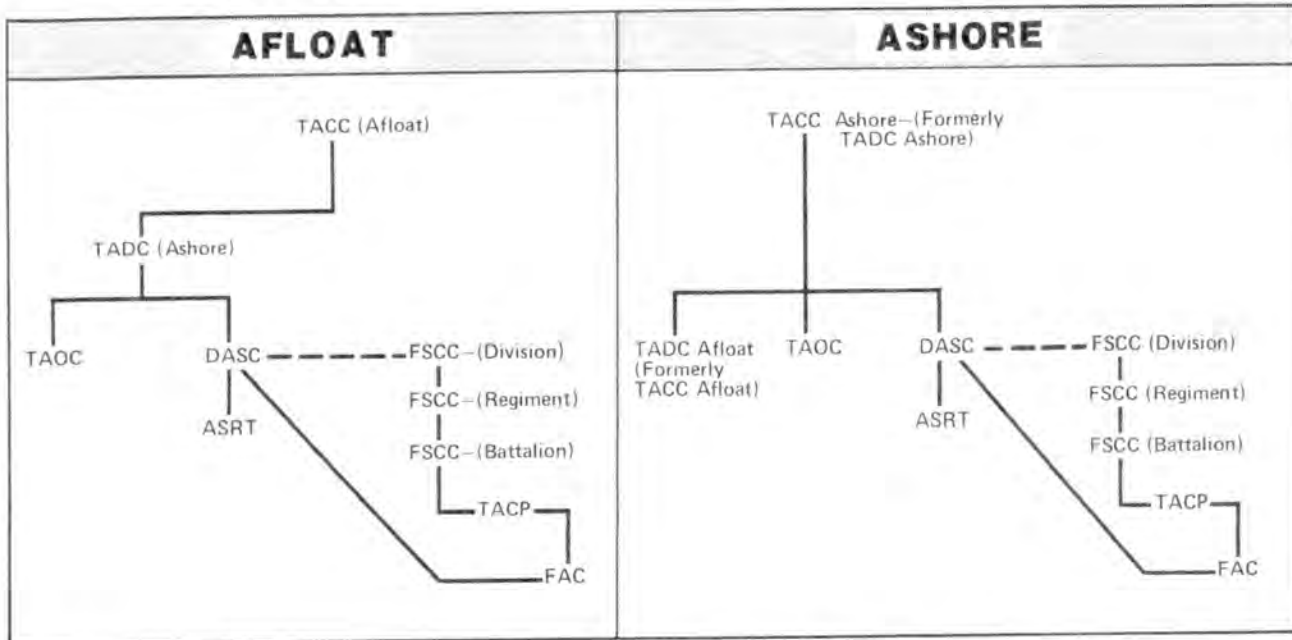 AFLOAT
TACC (Afloat)
TADC (Ashore)
TAOC
DASC
FSCC-(Division)
ASRT
FSCC-(Regiment)
FSCC-(Battalion)
TACP
FAC
ASHORE
TACC Ashore-(Formerly
TADC Ashore)
TADC Afloat
(Formerly
TACC Afloat)
TAOC
DASC
FSCC (Division)
ASRT
FSCC (Regiment)
FSCC (Battalion)
TACP
FAC